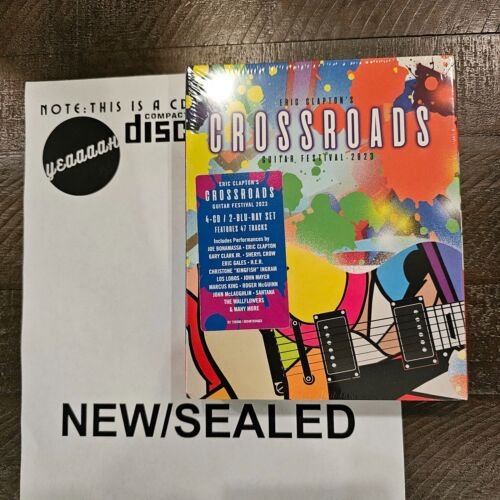 NOTE:THIS IS A CD
COMPACT
disc
YEAAAAH
ERIC CLAPTON'S
CROSSROADS
GUITAR FESTIVAL 2023
ERIC CLAPTON'S
CROSSROADS
GUITAR FESTIVAL 2023
4-CD / 2-BLU-RAY SET
FEATURES 47 TRACKS
Includes Performances by
JOE BONAMASSA • ERIC CLAPTON
GARY CLARK JR. • SHERYL CROW
ERIC GALES • H.E.R.
CHRISTONE "KINGFISH" INGRAM
LOS LOBOS • JOHN MAYER
MARCUS KING • ROGER McGUINN
JOHN McLAUGHLIN • SANTANA
THE WALLFLOWERS
& MANY MORE
NEW/SEALED